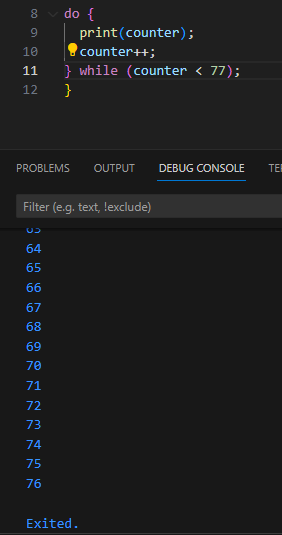 8 do {
9 print(counter);
10 counter++;
11 } while (counter < 77);
12 }
PROBLEMS OUTPUT DEBUG CONSOLE TE
Filter (e.g. text, !exclude)
63
64
65
66
67
68
69
70
71
72
73
74
75
76
Exited.